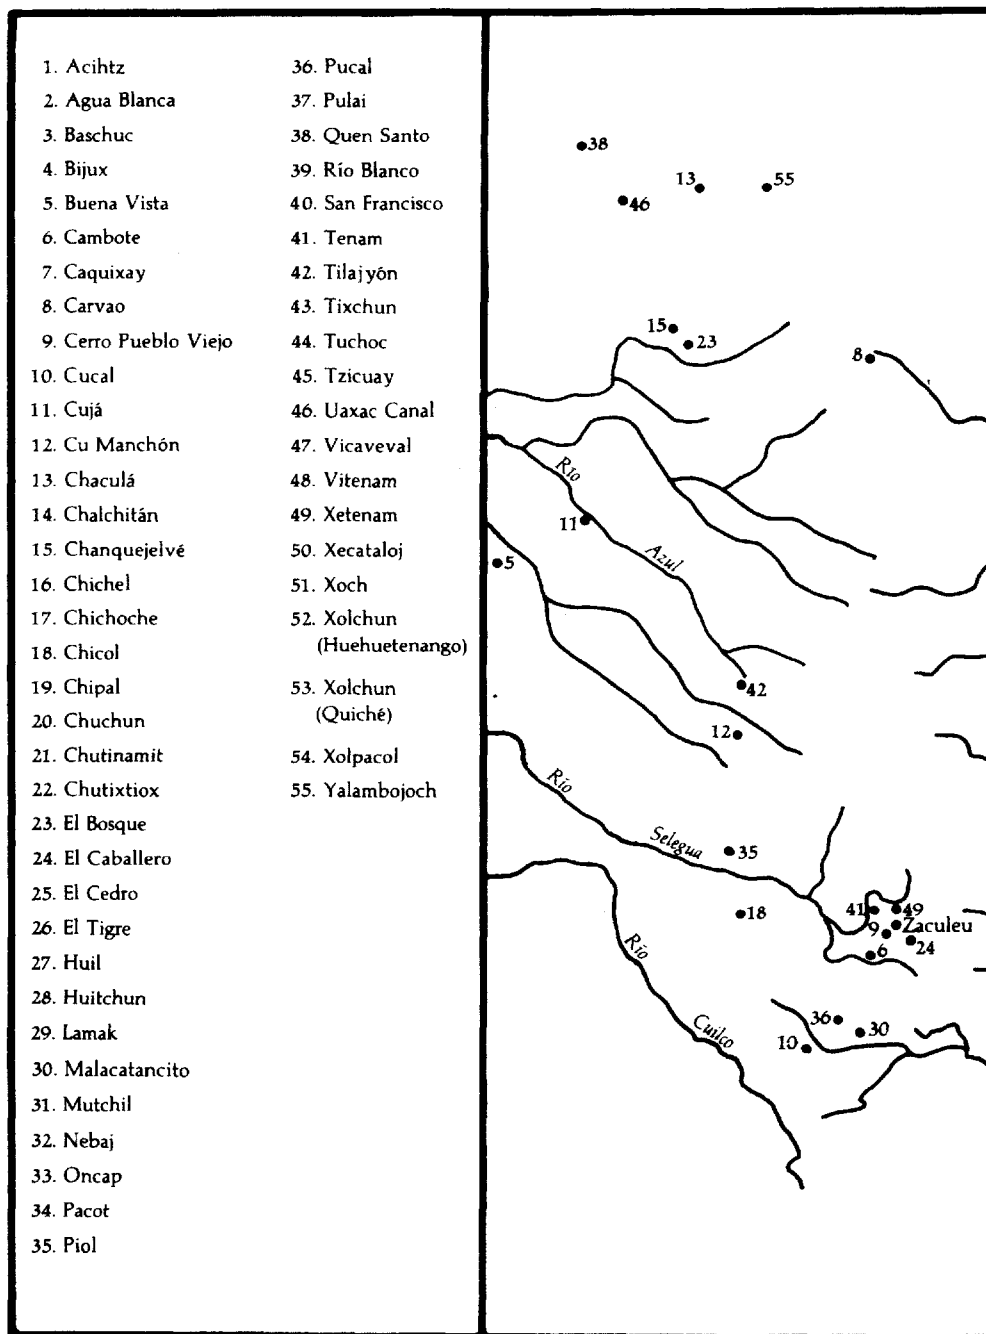 1. Acihtz
2. Agua Blanca
3. Baschuc
4. Bijux
5. Buena Vista
6. Cambote
7. Caquixay
8. Carvao
9. Cerro Pueblo Viejo
10. Cucal
11. Cujá
12. Cu Manchón
13. Chaculá
14. Chalchitán
15. Chanquejelvé
16. Chichel
17. Chichoche
18. Chicol
19. Chipal
20. Chuchun
21. Chutinamit
22. Chutixtiox
23. El Bosque
24. El Caballero
25. El Cedro
26. El Tigre
27. Huil
28. Huitchun
29. Lamak
30. Malacatancito
31. Mutchil
32. Nebaj
33. Oncap
34. Pacot
35. Piol
36. Pucal
37. Pulai
38. Quen Santo
39. Río Blanco
40. San Francisco
41. Tenam
42. Tilajyón
43. Tixchun
44. Tuchoc
45. Tzicuay
46. Uaxac Canal
47. Vicaveval
48. Vitenam
49. Xetenam
50. Xecataloj
51. Xoch
52. Xolchun
(Huehuetenango)
53. Xolchun
(Quiché)
54. Xolpacol
55. Yalambojoch
38
13
55
46
15
23
8
Río
Azul
11
5
42
12
Río
Selegua
35
18
41
49
Zaculeu
9
24
6
Río
Cuilco
36
30
10